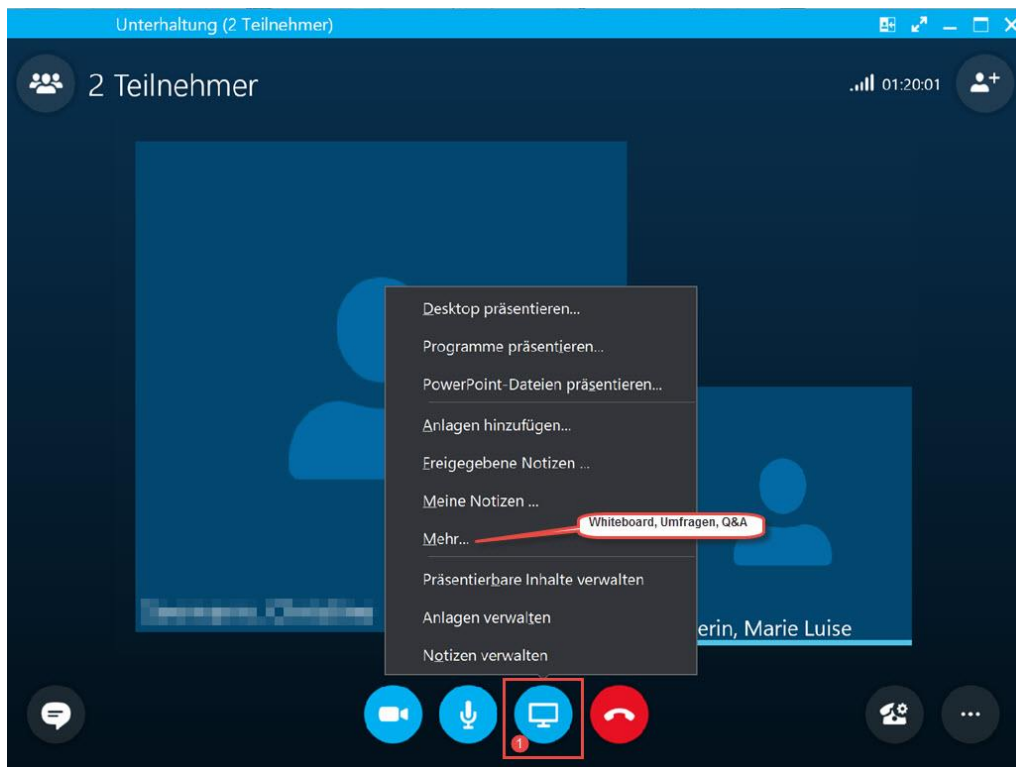 Unterhaltung (2 Teilnehmer)
2 Teilnehmer
01:20:01
Desktop präsentieren...
Programme präsentieren...
PowerPoint-Dateien präsentieren...
Anlagen hinzufügen...
Freigegebene Notizen ...
Meine Notizen ...
Whiteboard, Umfragen, Q&A
Mehr...
Präsentierbare Inhalte verwalten
Anlagen verwalten
Notizen verwalten
erin, Marie Luise
1